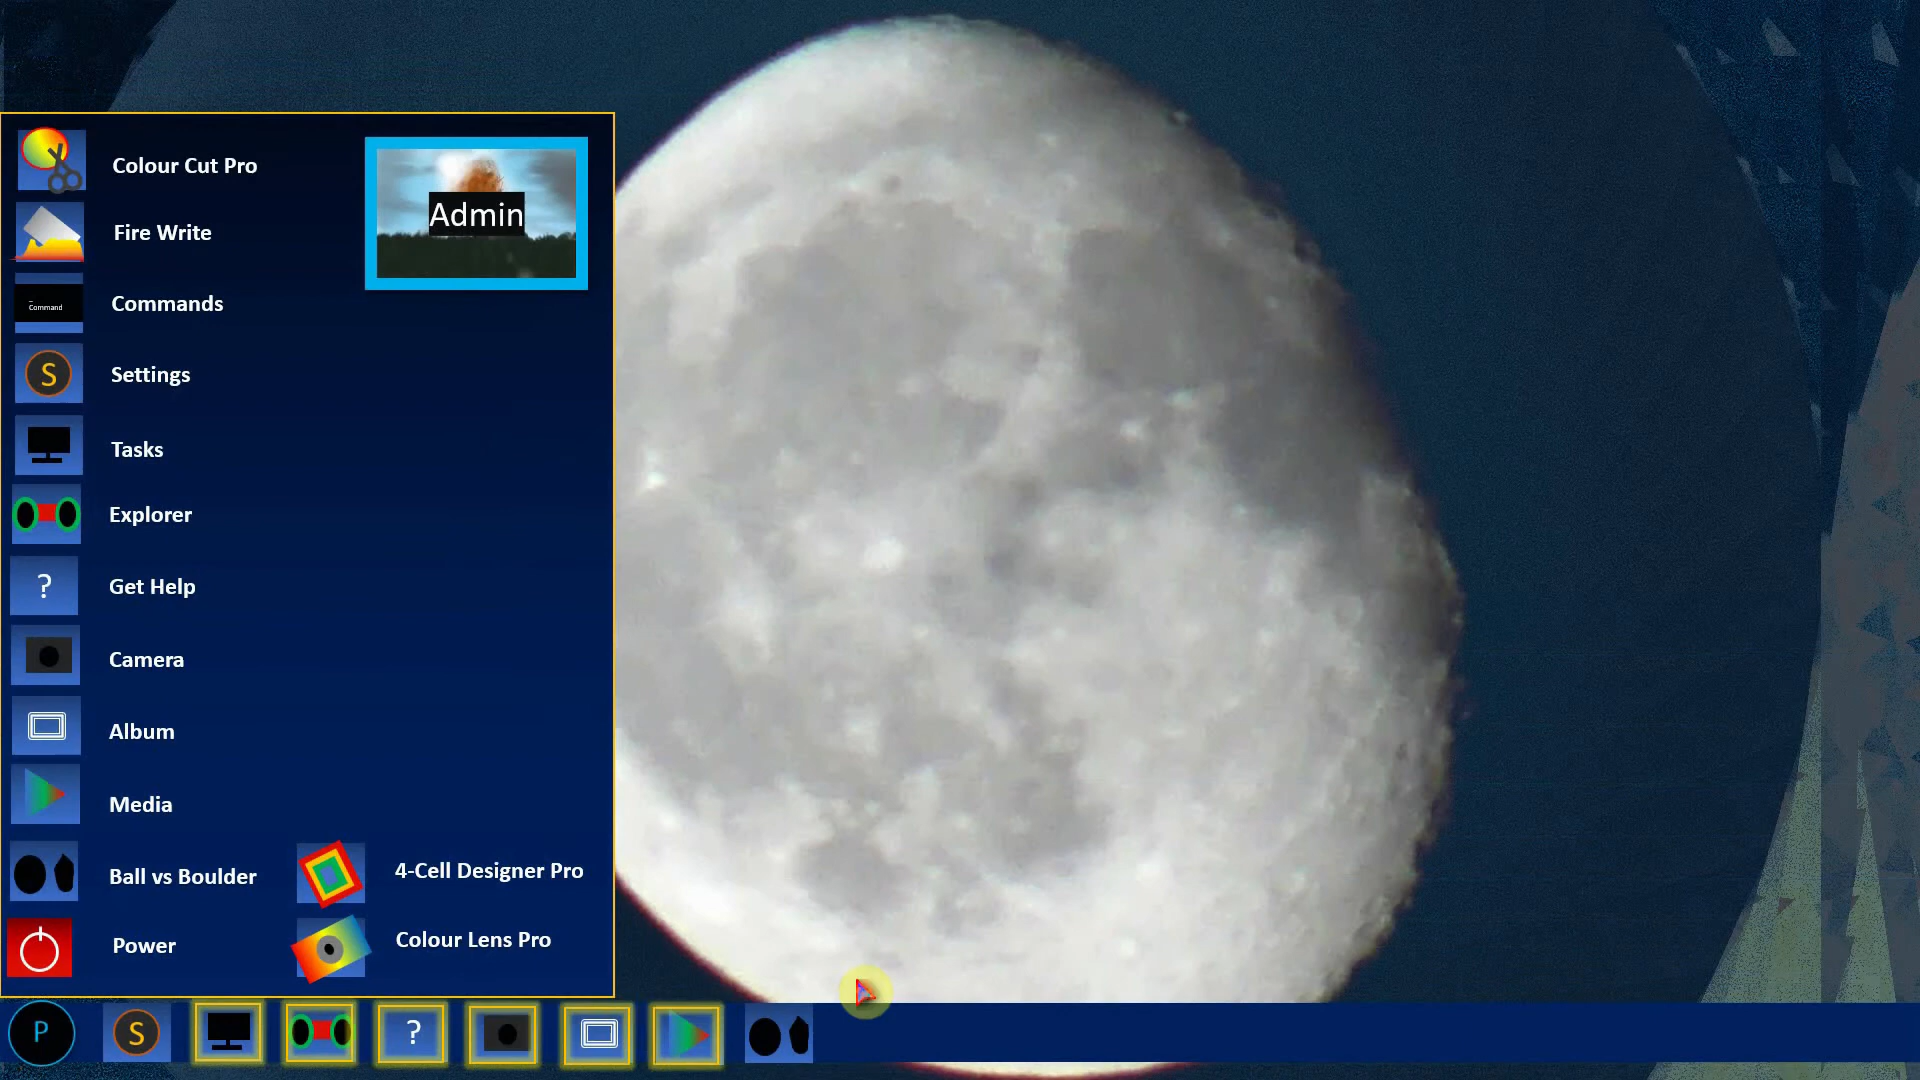 Colour Cut Pro
Admin
Fire Write
Command
Commands
S
Settings
Tasks
Explorer
?
Get Help
Camera
Album
Media
Ball vs Boulder
4-Cell Designer Pro
Power
Colour Lens Pro
P
S
?